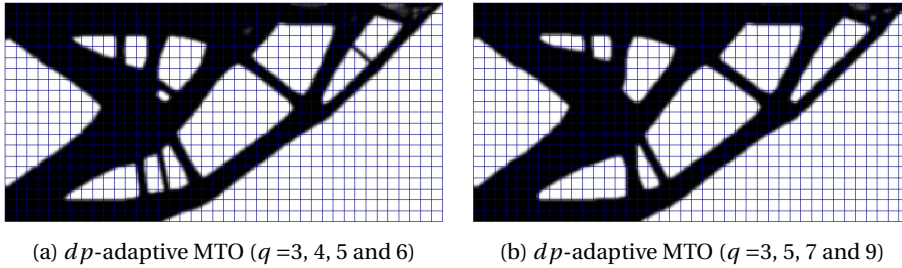 (a) dp-adaptive MTO (q =3, 4, 5 and 6)
(b) dp-adaptive MTO (q =3, 5, 7 and 9)